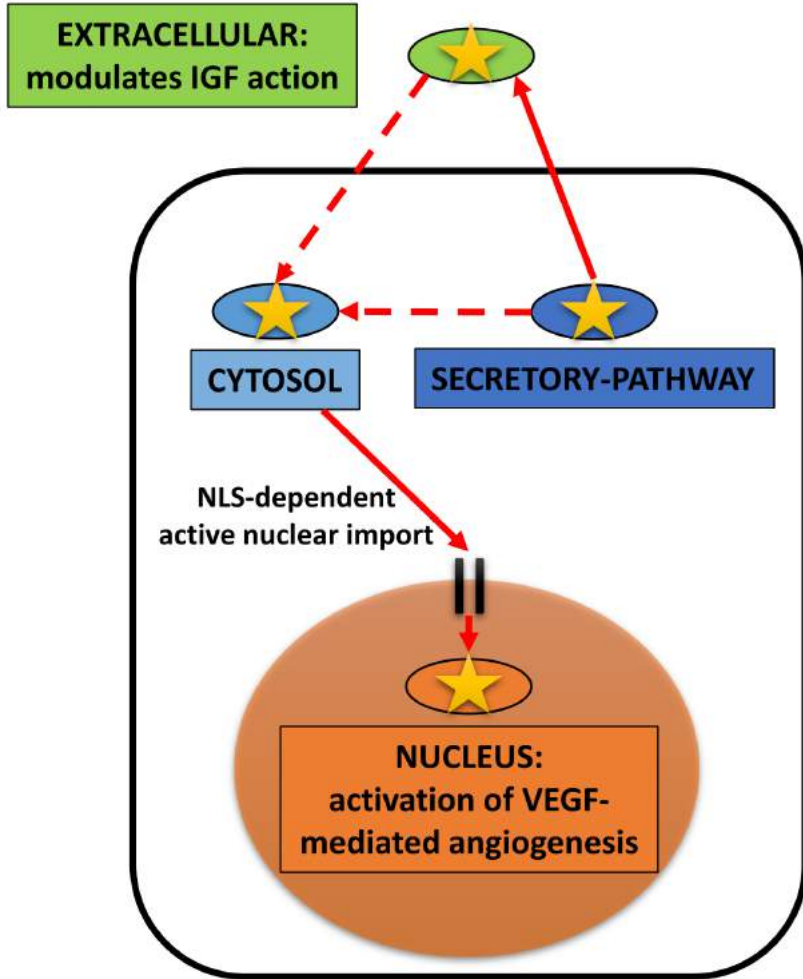 EXTRACELLULAR:
modulates IGF action
CYTOSOL
SECRETORY-PATHWAY
NLS-dependent
active nuclear import
NUCLEUS:
activation of VEGF-
mediated angiogenesis